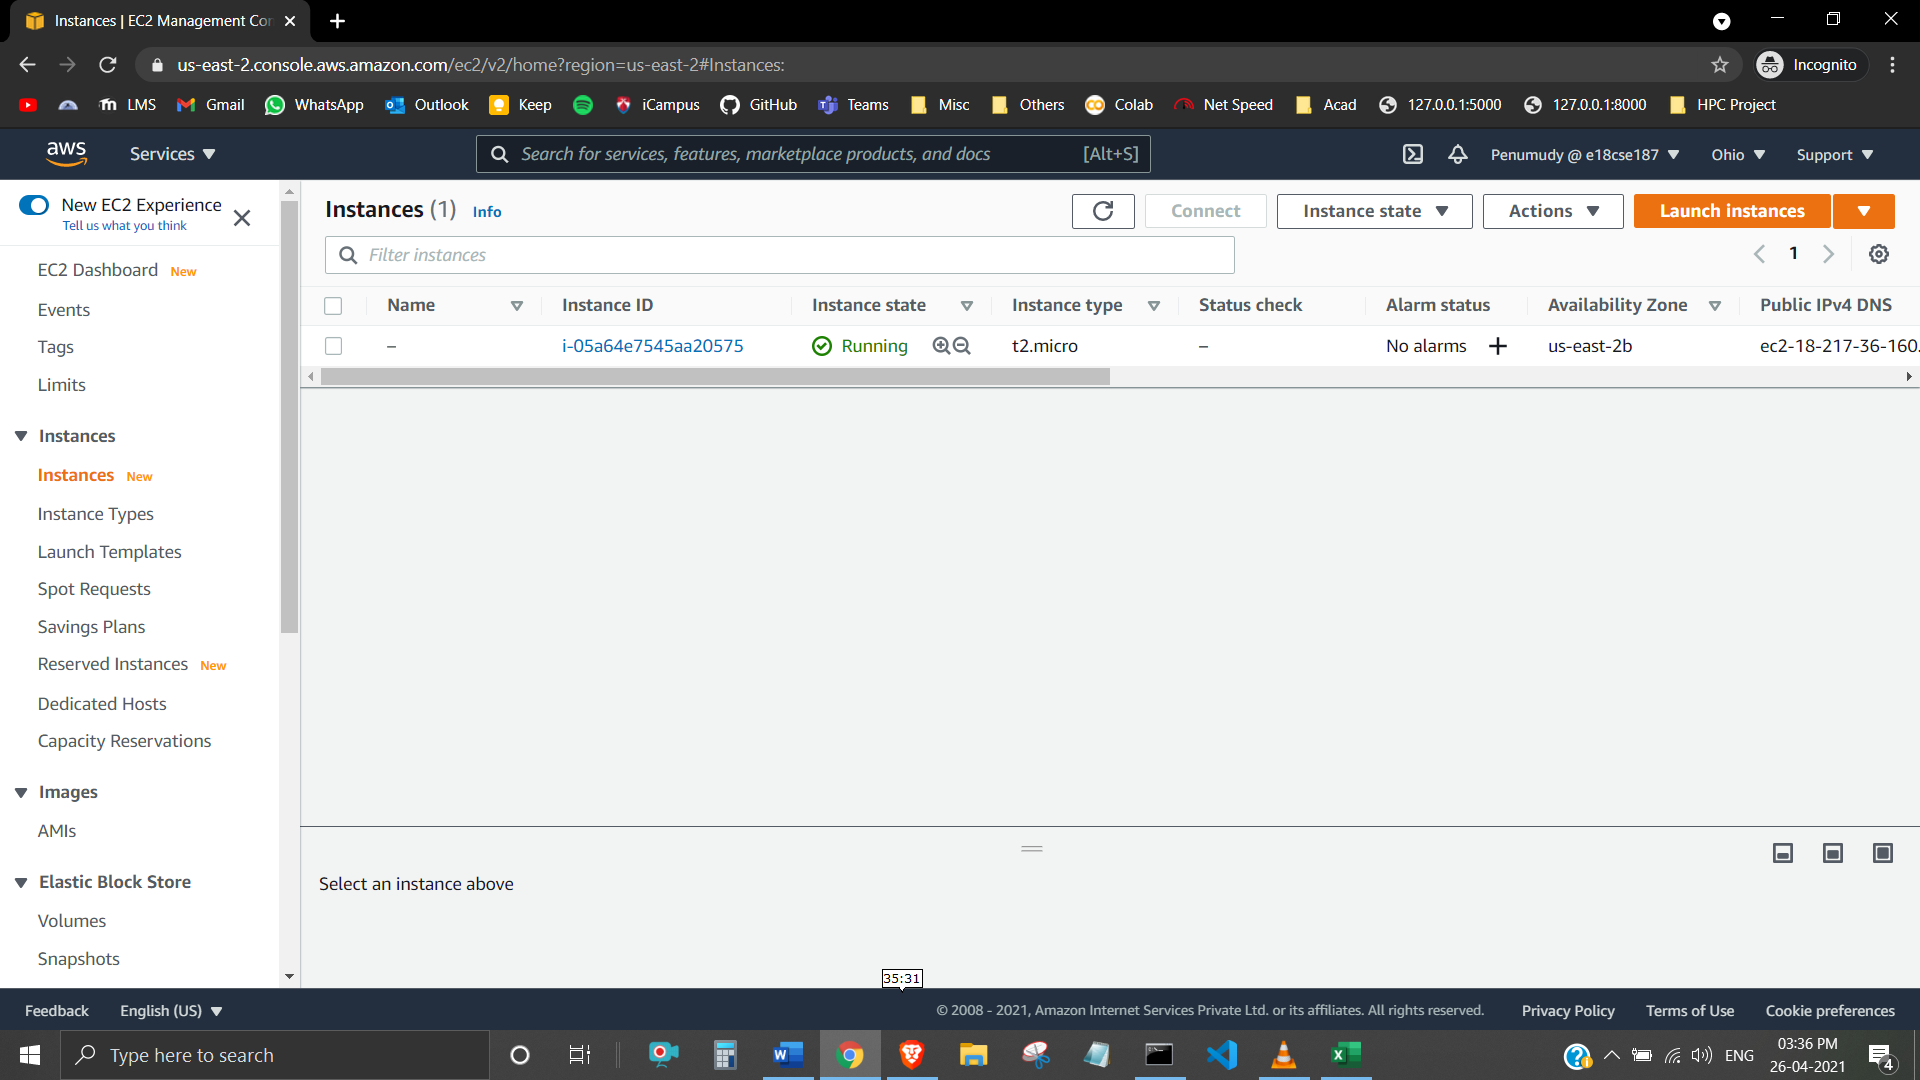 Instances | EC2 Management Con
us-east-2.console.aws.amazon.com/ec2/v2/home?region=us-east-2#Instances:
Incognito
LMS Gmail WhatsApp Outlook Keep iCampus GitHub Teams Misc Others Colab Net Speed Acad 127.0.0.1:5000 127.0.0.1:8000 HPC Project
aws Services Search for services, features, marketplace products, and docs [Alt+S] Penumudy @ e18cse187 Ohio Support
New EC2 Experience
Tell us what you think
EC2 Dashboard New
Events
Tags
Limits
Instances
Instances New
Instance Types
Launch Templates
Spot Requests
Savings Plans
Reserved Instances New
Dedicated Hosts
Capacity Reservations
Images
AMIs
Elastic Block Store
Volumes
Snapshots
Instances (1) Info
Connect Instance state Actions Launch instances
Filter instances
1
Name Instance ID Instance state Instance type Status check Alarm status Availability Zone Public IPv4 DNS
– i-05a64e7545aa20575 Running t2.micro – No alarms us-east-2b ec2-18-217-36-160.
Select an instance above
35:31
Feedback English (US) © 2008 - 2021, Amazon Internet Services Private Ltd. or its affiliates. All rights reserved. Privacy Policy Terms of Use Cookie preferences
Type here to search
ENG
03:36 PM
26-04-2021
4